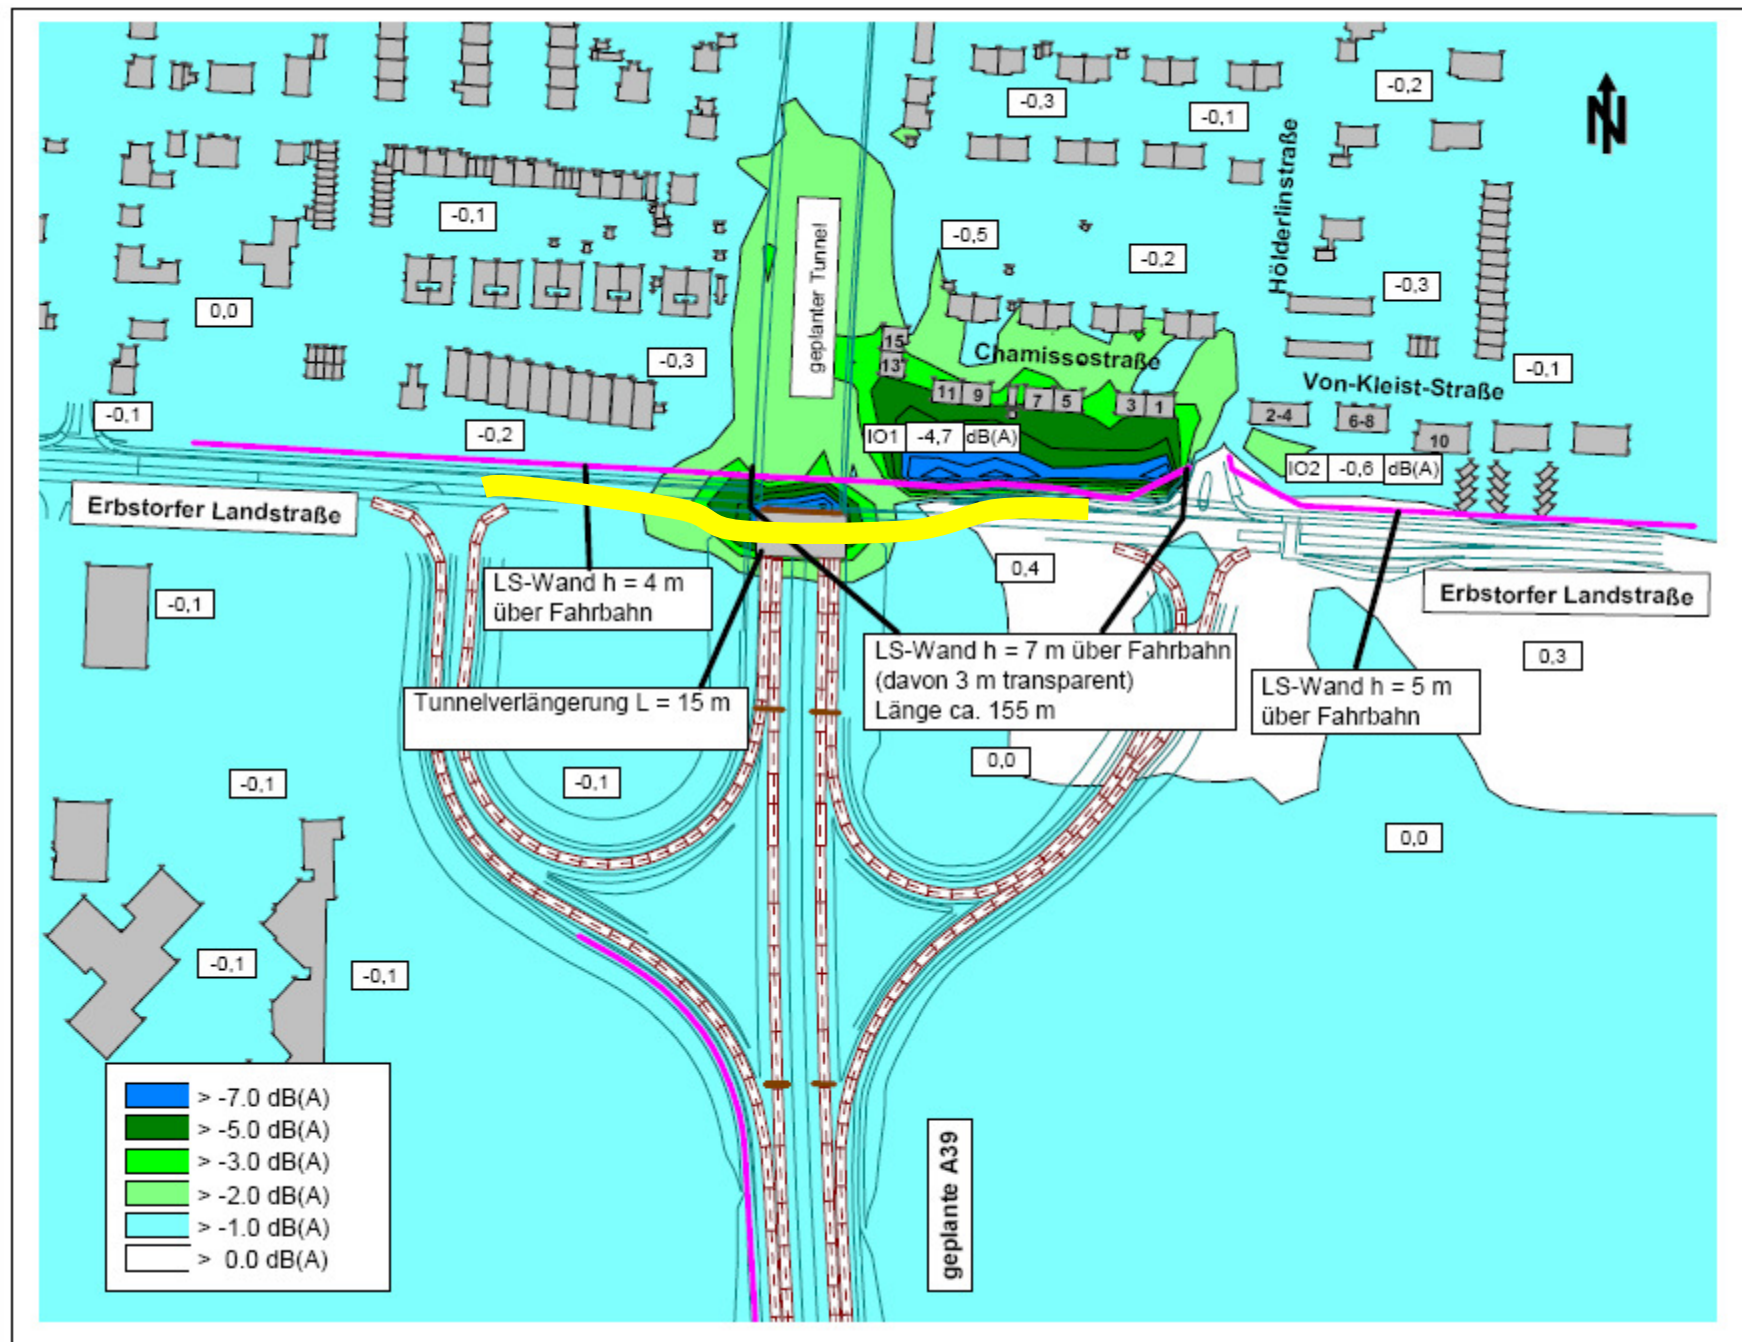 -0,2
-0,3
-0,1
Hölderlinstraße
-0,1
-0,5
-0,2
geplanter Tunnel
-0,3
0,0
15
-0,3
Chamissostraße
13
-0,1
Von-Kleist-Straße
11
9
7
5
3
1
2-4
6-8
10
-0,1
-0,2
IO1
-4,7
dB(A)
IO2
-0,6
dB(A)
Erbstorfer Landstraße
0,4
LS-Wand h = 4 m
über Fahrbahn
Erbstorfer Landstraße
-0,1
LS-Wand h = 7 m über Fahrbahn
(davon 3 m transparent)
Länge ca. 155 m
0,3
Tunnelverlängerung L = 15 m
LS-Wand h = 5 m
über Fahrbahn
0,0
-0,1
-0,1
0,0
-0,1
-0,1
> -7.0 dB(A)
> -5.0 dB(A)
> -3.0 dB(A)
> -2.0 dB(A)
> -1.0 dB(A)
> 0.0 dB(A)
geplante A39
N